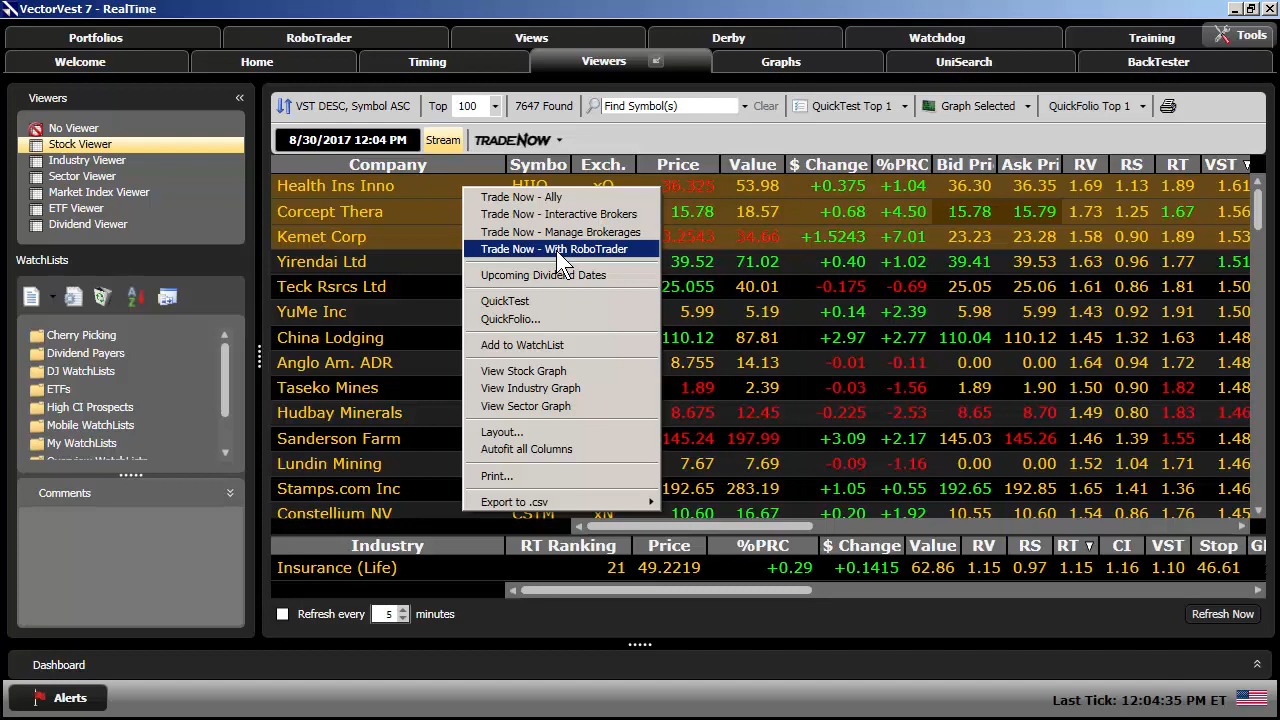 VectorVest 7 - RealTime
Portfolios RoboTrader Views Derby Watchdog Training Tools
Welcome Home Timing Viewers Graphs UniSearch BackTester
Viewers
No Viewer
Stock Viewer
Industry Viewer
Sector Viewer
Market Index Viewer
ETF Viewer
Dividend Viewer
WatchLists
Cherry Picking
Dividend Payers
DJ WatchLists
ETFs
High CI Prospects
Mobile WatchLists
My WatchLists
Comments
VST DESC, Symbol ASC Top 100 7647 Found Find Symbol(s) Clear QuickTest Top 1 Graph Selected QuickFolio Top 1
8/30/2017 12:04 PM Stream TRADENOW
Company Symbo Exch. Price Value $ Change %PRC Bid Pri Ask Pri RV RS RT VST
Health Ins Inno 36.325 53.98 +0.375 +1.04 36.30 36.35 1.69 1.13 1.89 1.61
Corcept Thera 15.78 18.57 +0.68 +4.50 15.78 15.79 1.73 1.25 1.67 1.56
Kemet Corp 3.2543 34.66 +1.5243 +7.01 23.23 23.28 1.58 0.90 1.89 1.53
Yirendai Ltd 39.52 71.02 +0.40 +1.02 39.41 39.53 1.63 0.96 1.77 1.51
Teck Rsrcs Ltd 25.055 40.01 -0.175 -0.69 25.05 25.06 1.86 0.81 1.58 1.50
YuMe Inc 5.99 5.19 +0.14 +2.39 5.98 5.99 1.43 0.95 1.93 1.50
China Lodging 110.12 87.81 +2.97 +2.77 110.04 110.12 1.45 1.32 1.63 1.49
Anglo Am. ADR 8.755 14.13 -0.01 -0.11 0.00 0.00 1.64 0.94 1.72 1.49
Taseko Mines 1.89 2.39 -0.03 -1.56 1.89 1.90 1.50 0.92 1.82 1.48
Hudbay Minerals 8.675 12.45 -0.225 -2.53 8.65 8.70 1.49 0.80 1.93 1.48
Sanderson Farm 145.24 197.99 +3.09 +2.17 145.03 145.26 1.46 1.39 1.55 1.48
Lundin Mining 7.67 7.69 -0.09 -1.16 0.00 0.00 1.52 1.04 1.71 1.48
Stamps.com Inc 192.65 283.19 +1.05 +0.55 192.65 192.85 1.65 1.41 1.36 1.48
Constellium NV CSTM xN 10.60 16.67 +0.20 +1.92 10.55 10.60 1.54 0.86 1.76 1.45
Trade Now - Ally
Trade Now - Interactive Brokers
Trade Now - Manage Brokerages
Trade Now - With RoboTrader
Upcoming Dividend Dates
QuickTest
QuickFolio...
Add to WatchList
View Stock Graph
View Industry Graph
View Sector Graph
Layout...
Autofit all Columns
Print...
Export to .csv
Industry RT Ranking Price %PRC $ Change Value RV RS RT CI VST Stop
Insurance (Life) 21 49.2219 +0.29 +0.1415 62.86 1.15 0.97 1.15 1.16 1.10 46.61
Refresh every 5 minutes Refresh Now
Dashboard
Alerts Last Tick: 12:04:35 PM ET